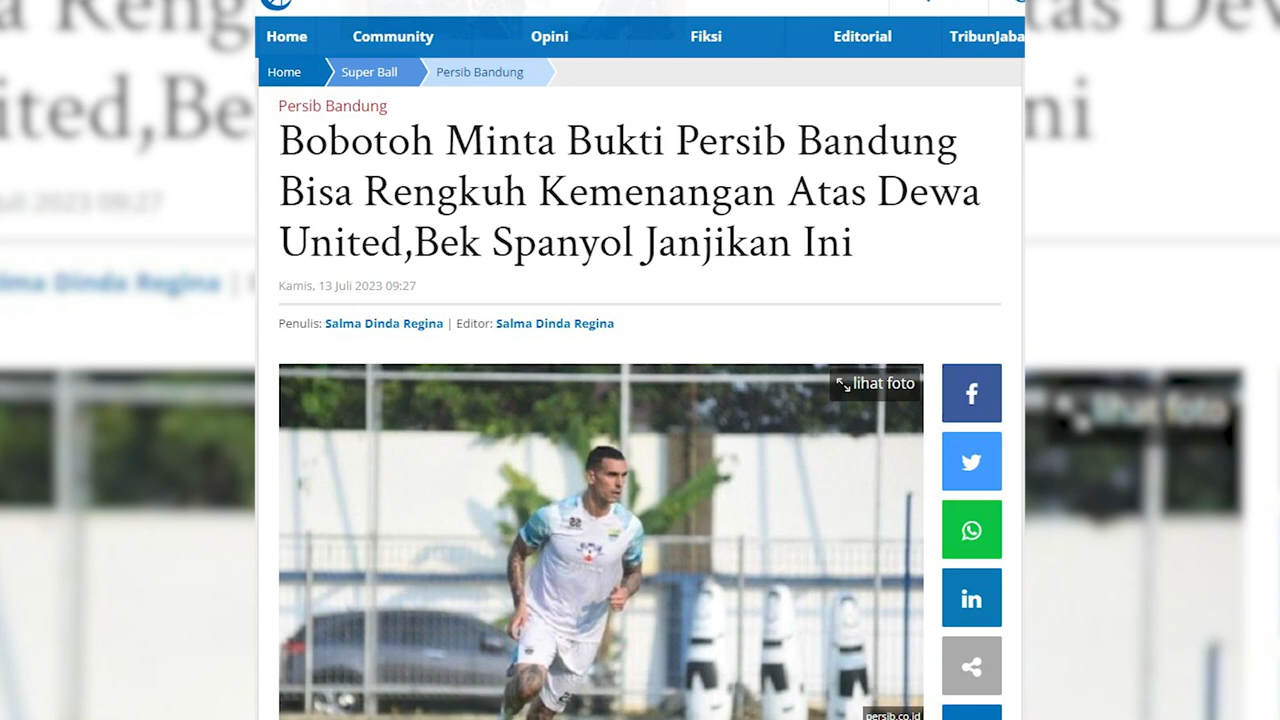 Home Community Opini Fiksi Editorial TribunJaba
Home Super Ball Persib Bandung
Persib Bandung
Bobotoh Minta Bukti Persib Bandung
Bisa Rengkuh Kemenangan Atas Dewa
United,Bek Spanyol Janjikan Ini
Kamis, 13 Juli 2023 09:27
Penulis: Salma Dinda Regina | Editor: Salma Dinda Regina
lihat foto
22
persib.co.id